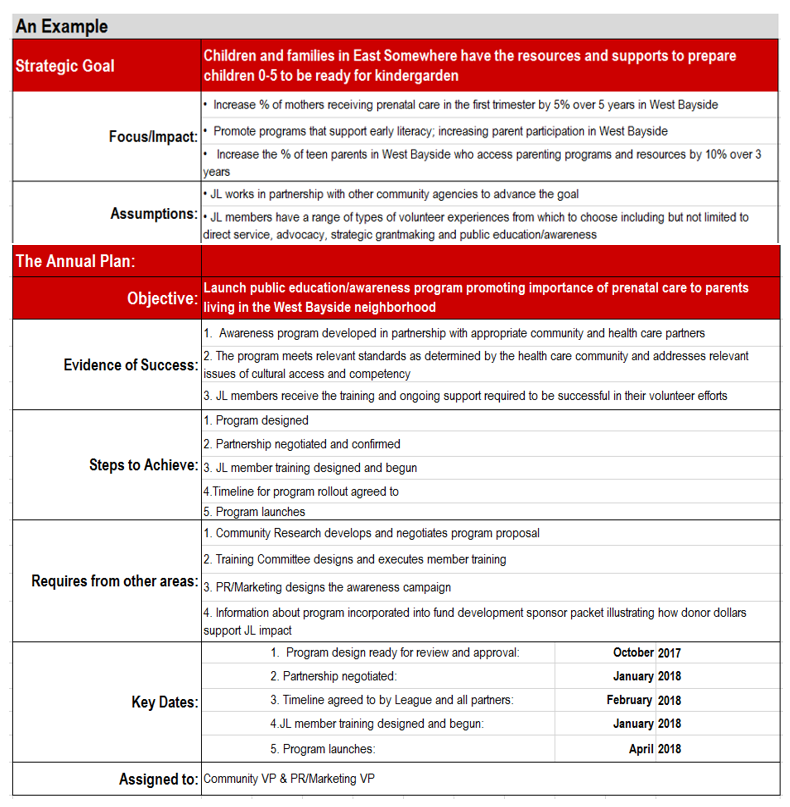 An Example
Strategic Goal
Children and families in East Somewhere have the resources and supports to prepare
children 0-5 to be ready for kindergarden
Focus/Impact:
• Increase % of mothers receiving prenatal care in the first trimester by 5% over 5 years in West Bayside
• Promote programs that support early literacy; increasing parent participation in West Bayside
• Increase the % of teen parents in West Bayside who access parenting programs and resources by 10% over 3
years
Assumptions:
• JL works in partnership with other community agencies to advance the goal
• JL members have a range of types of volunteer experiences from which to choose including but not limited to
direct service, advocacy, strategic grantmaking and public education/awareness
The Annual Plan:
Objective:
Launch public education/awareness program promoting importance of prenatal care to parents
living in the West Bayside neighborhood
Evidence of Success:
1. Awareness program developed in partnership with appropriate community and health care partners
2. The program meets relevant standards as determined by the health care community and addresses relevant
issues of cultural access and competency
3. JL members receive the training and ongoing support required to be successful in their volunteer efforts
Steps to Achieve:
1. Program designed
2. Partnership negotiated and confirmed
3. JL member training designed and begun
4.Timeline for program rollout agreed to
5. Program launches
Requires from other areas:
1. Community Research develops and negotiates program proposal
2. Training Committee designs and executes member training
3. PR/Marketing designs the awareness campaign
4. Information about program incorporated into fund development sponsor packet illustrating how donor dollars
support JL impact
Key Dates:
1. Program design ready for review and approval: October 2017
2. Partnership negotiated: January 2018
3. Timeline agreed to by League and all partners: February 2018
4.JL member training designed and begun: January 2018
5. Program launches: April 2018
Assigned to: Community VP & PR/Marketing VP